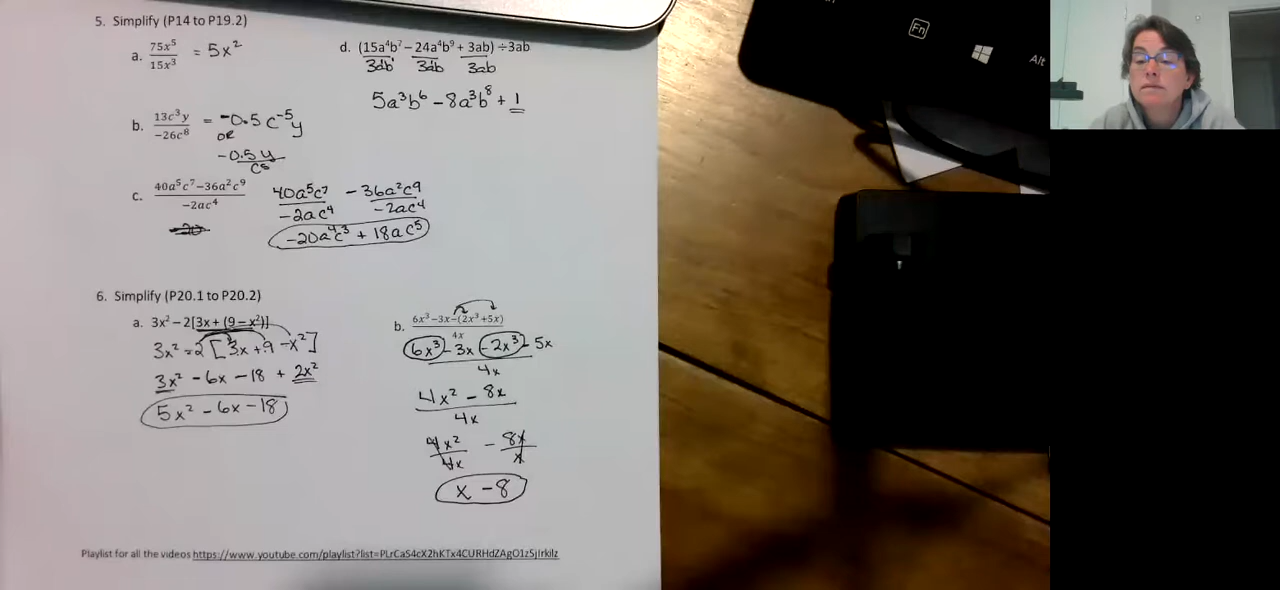 5. Simplify (P14 to P19.2)
a. 75x⁵/15x³ = 5x²
b. 13c³y/-26c⁸ = -0.5c⁻⁵y
OR
-0.5y/c⁵
c. 40a⁵c⁷-36a²c⁹/-2ac⁴ 40a⁵c⁷/-2ac⁴ -36a²c⁹/-2ac⁴
-20a⁴c³ + 18ac⁵
d. (15a⁴b⁷ - 24a⁴b⁹ + 3ab) ÷3ab
3ab 3ab 3ab
5a³b⁶ - 8a³b⁸ + 1
6. Simplify (P20.1 to P20.2)
a. 3x² - 2[3x + (9 - x²)]
3x² - 2[3x + 9 - x²]
3x² - 6x - 18 + 2x²
5x² - 6x - 18
b. 6x³-3x-(2x³+5x)/4x
6x³ - 3x - 2x³ - 5x
4x
4x² - 8x
4x
4x²/4x - 8x/x
x - 8
Playlist for all the videos https://www.youtube.com/playlist?list=PLrCaS4cX2hKTx4CURHdZAgO1zSjIrkilz
Fn
Alt